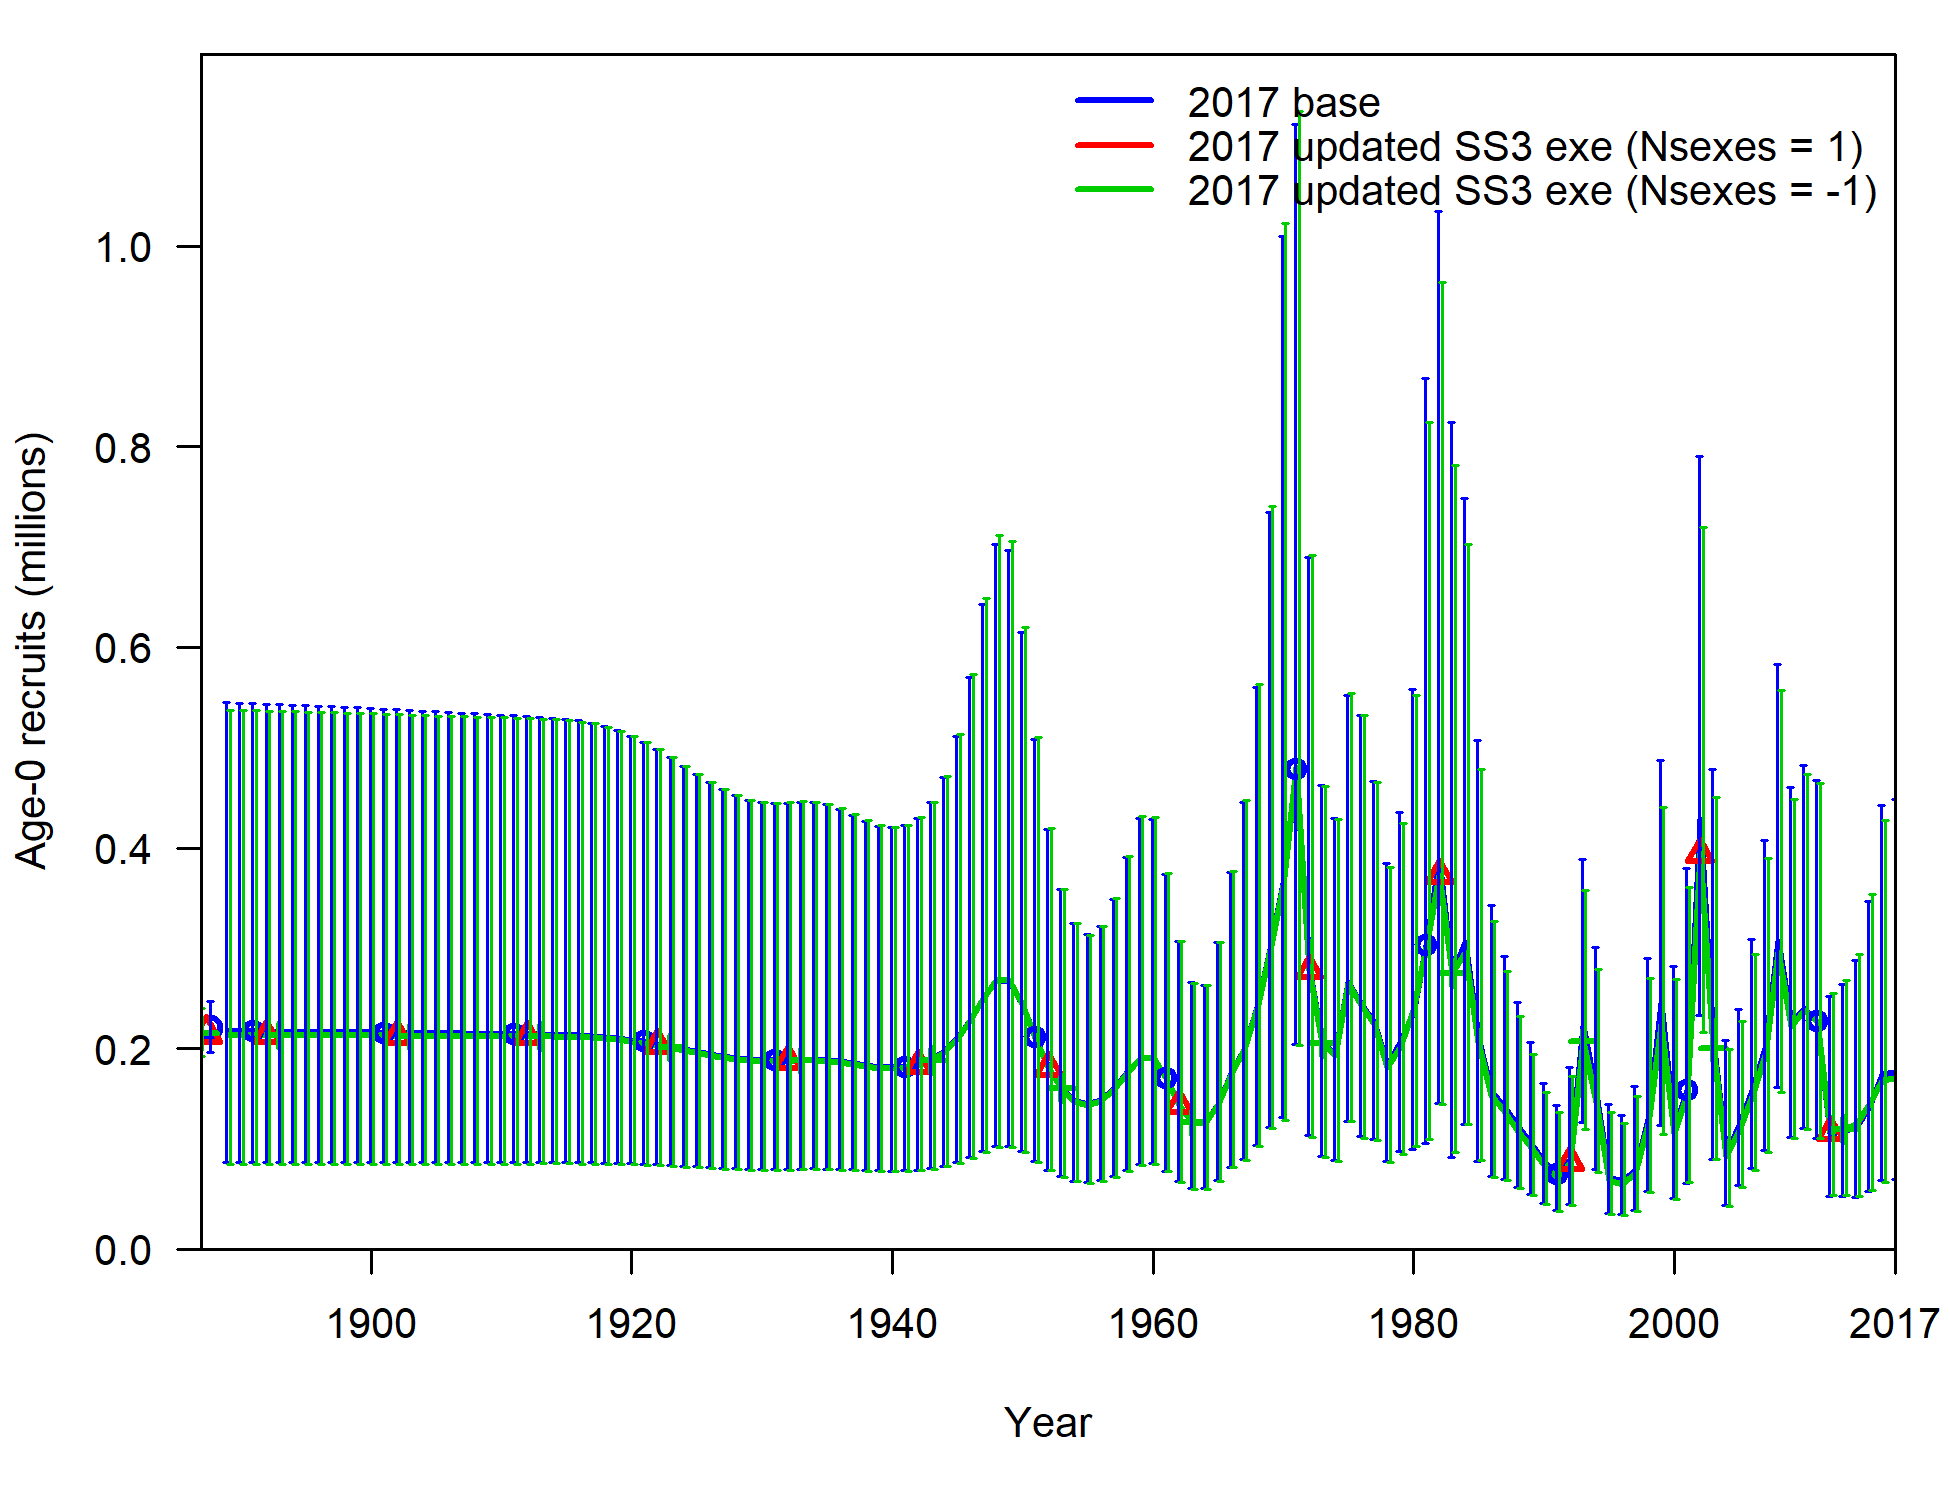 2017 base
2017 updated SS3 exe (Nsexes = 1)
2017 updated SS3 exe (Nsexes = -1)
1.0
0.8
0.6
0.4
0.2
0.0
Age-0 recruits (millions)
1900 1920 1940 1960 1980 2000 2017
Year